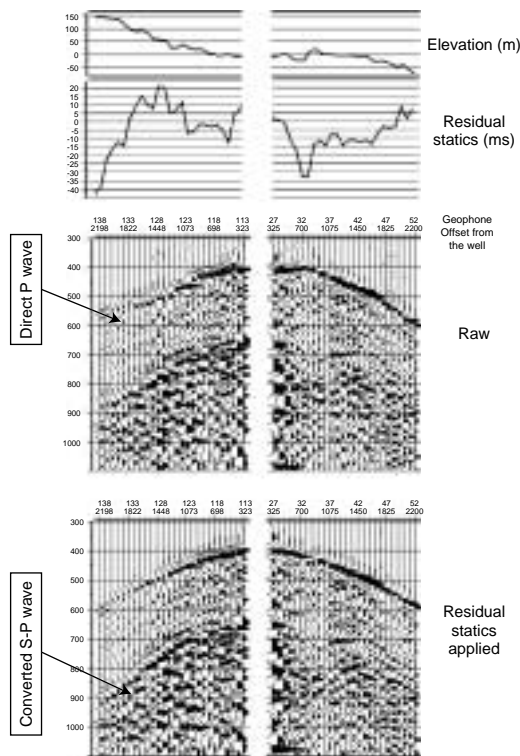 150
100
50
0
-50
Elevation (m)
20
15
10
5
0
-5
-10
-15
-20
-25
-30
-35
-40
Residual
statics (ms)
138 133 128 123 118 113 27 32 37 42 47 52
2198 1822 1448 1073 698 323 325 700 1075 1450 1825 2200
Geophone
Offset from
the well
300
400
500
600
700
800
900
1000
Direct P wave
Raw
138 133 128 123 118 113 27 32 37 42 47 52
2198 1822 1448 1073 698 323 325 700 1075 1450 1825 2200
300
400
500
600
700
800
900
1000
Converted S-P wave
Residual
statics
applied